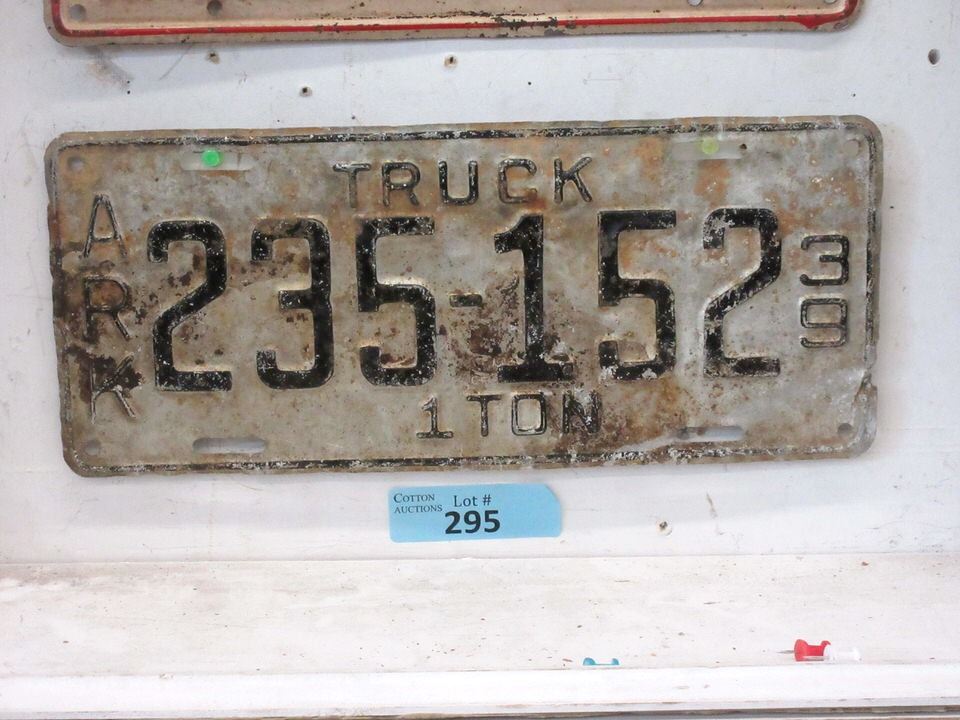 TRUCK
ARK
235-152
39
1 TON
COTTON AUCTIONS
Lot #
295